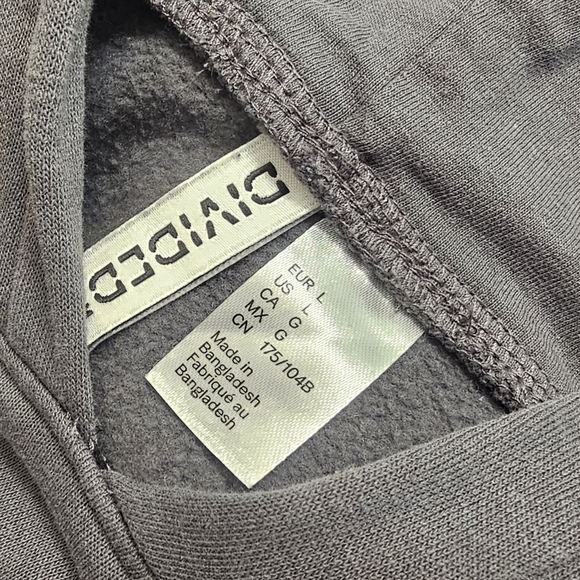 DIVIDED
EUR L
US L
CA G
MX G
CN 175/104B
Made in
Bangladesh
Fabriqué au
Bangladesh